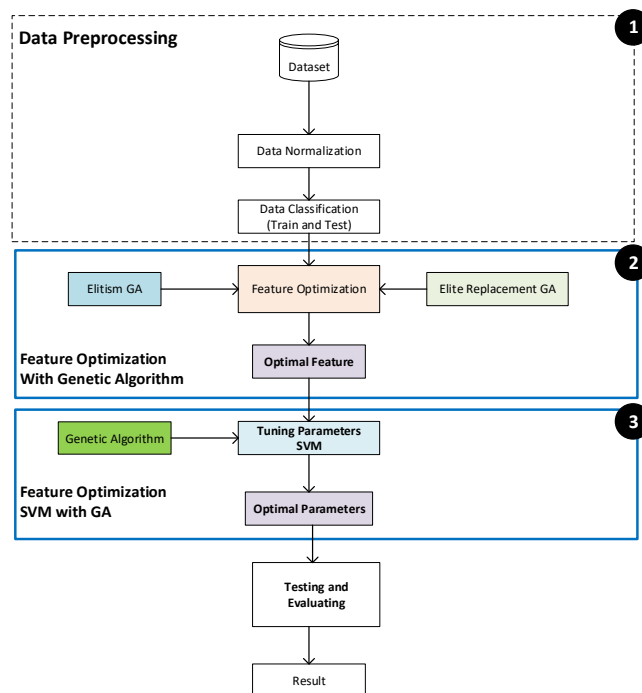 1
Data Preprocessing
Dataset
Data Normalization
Data Classification
(Train and Test)
2
Elitism GA
Feature Optimization
Elite Replacement GA
Optimal Feature
Feature Optimization
With Genetic Algorithm
3
Genetic Algorithm
Tuning Parameters
SVM
Feature Optimization
SVM with GA
Optimal Parameters
Testing and
Evaluating
Result